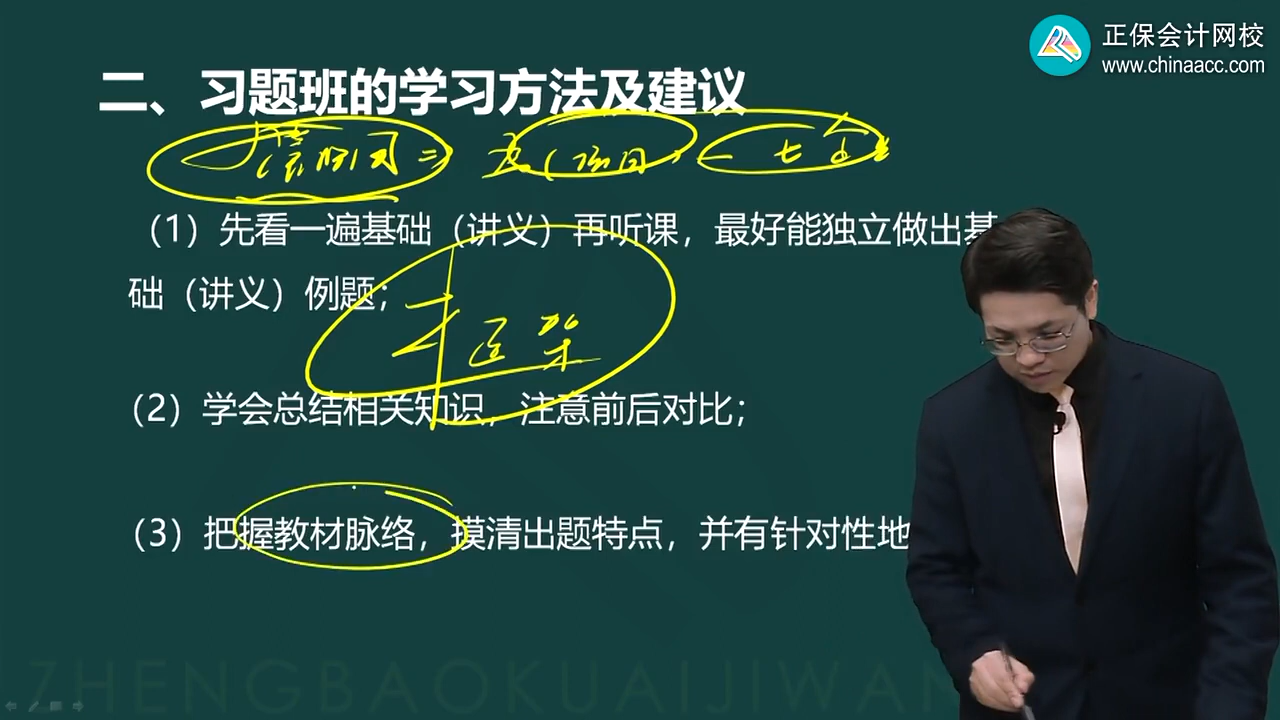 正保会计网校
www.chinaacc.com
二、习题班的学习方法及建议
（1）先看一遍基础（讲义）再听课，最好能独立做出基
础（讲义）例题；
框架
（2）学会总结相关知识，注意前后对比；
（3）把握教材脉络，摸清出题特点，并有针对性地
ZHENGBAOKUAIJIWAN